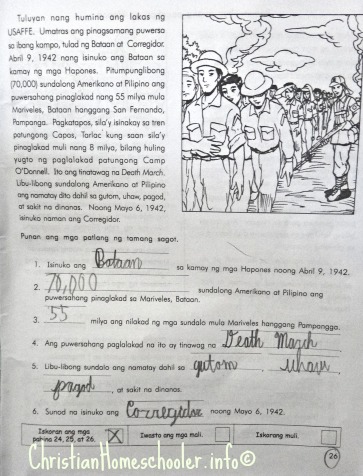 Tuluyan nang humina ang lakas ng
USAFFE. Umatras ang pinagsamang puwersa
sa ibang kampo, tulad ng Bataan at Corregidor.
Abril 9, 1942 nang isinuko ang Bataan sa
kamay ng mga Hapones. Pitumpunglibong
(70,000) sundalong Amerikano at Pilipino ang
puwersahang pinaglakad nang 55 milya mula
Mariveles, Bataan hanggang San Fernando,
Pampanga. Pagkatapos, sila'y isinakay sa tren
patungong Capas, Tarlac kung saan sila'y
pinaglakad muli nang 8 milya, bilang huling
yugto ng paglalakad patungong Camp
O'Donnell. Ito ang tinatawag na Death March.
Libu-libong sundalong Amerikano at Pilipino
ang namatay dito dahil sa gutom, uhaw, pagod,
at sakit na dinanas. Noong Mayo 6, 1942,
isinuko naman ang Corregidor.
Punan ang mga patlang ng tamang sagot.
1. Isinuko ang Bataan sa kamay ng mga Hapones noong Abril 9, 1942.
2. 70,000 sundalong Amerikano at Pilipino ang
puwersahang pinaglakad sa Mariveles, Bataan.
3. 55 milya ang nilakad ng mga sundalo mula Mariveles hanggang Pampangga.
4. Ang puwersahang paglalakad na ito ay tinawag na Death March.
5. Libu-libong sundalo ang namatay dahil sa gutom, uhaw,
pagod, at sakit na dinanas.
6. Sunod na isinuko ang Corregidor noong Mayo 6, 1942.
Iskoran ang mga
pahina 24, 25, at 26. X
Iwasto ang mga mali.
Iskorang muli.
26
ChristianHomeschooler.info©